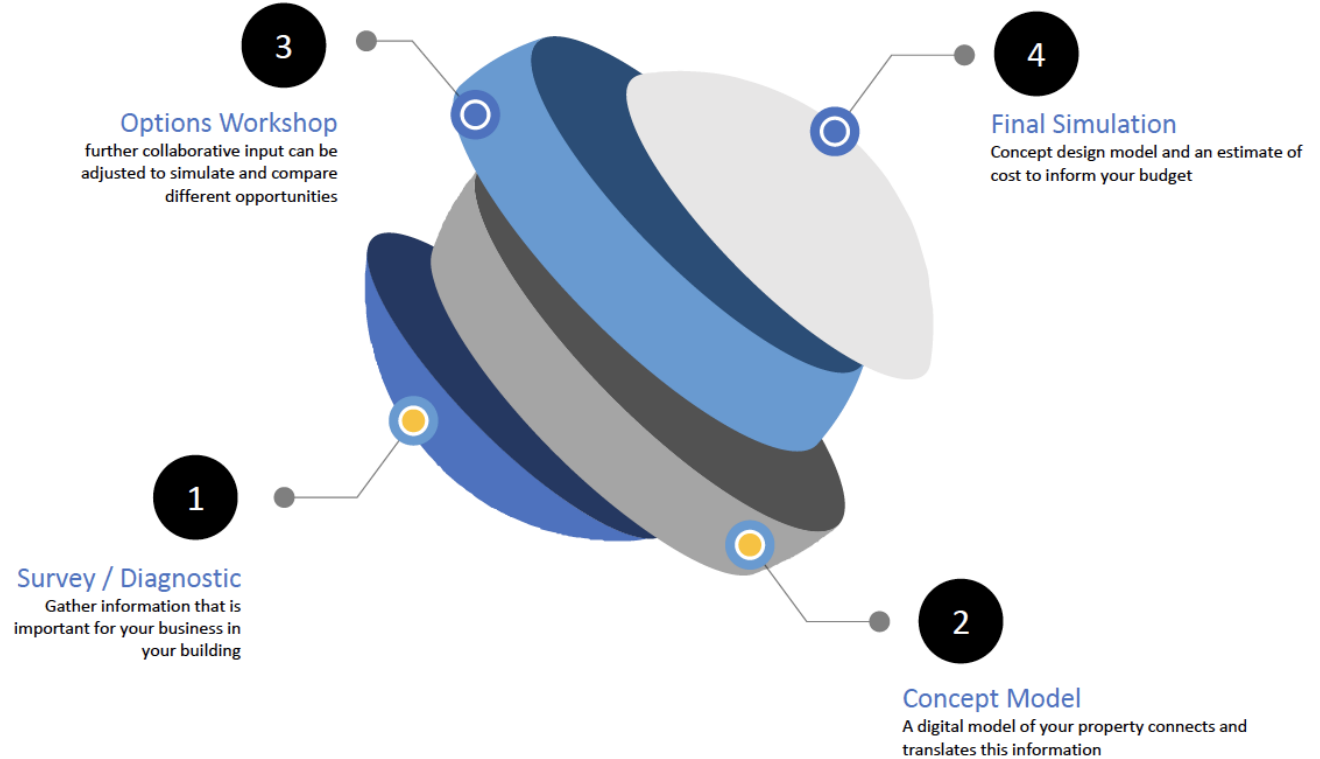 3
Options Workshop
further collaborative input can be
adjusted to simulate and compare
different opportunities
4
Final Simulation
Concept design model and an estimate of
cost to inform your budget
1
Survey / Diagnostic
Gather information that is
important for your business in
your building
2
Concept Model
A digital model of your property connects and
translates this information